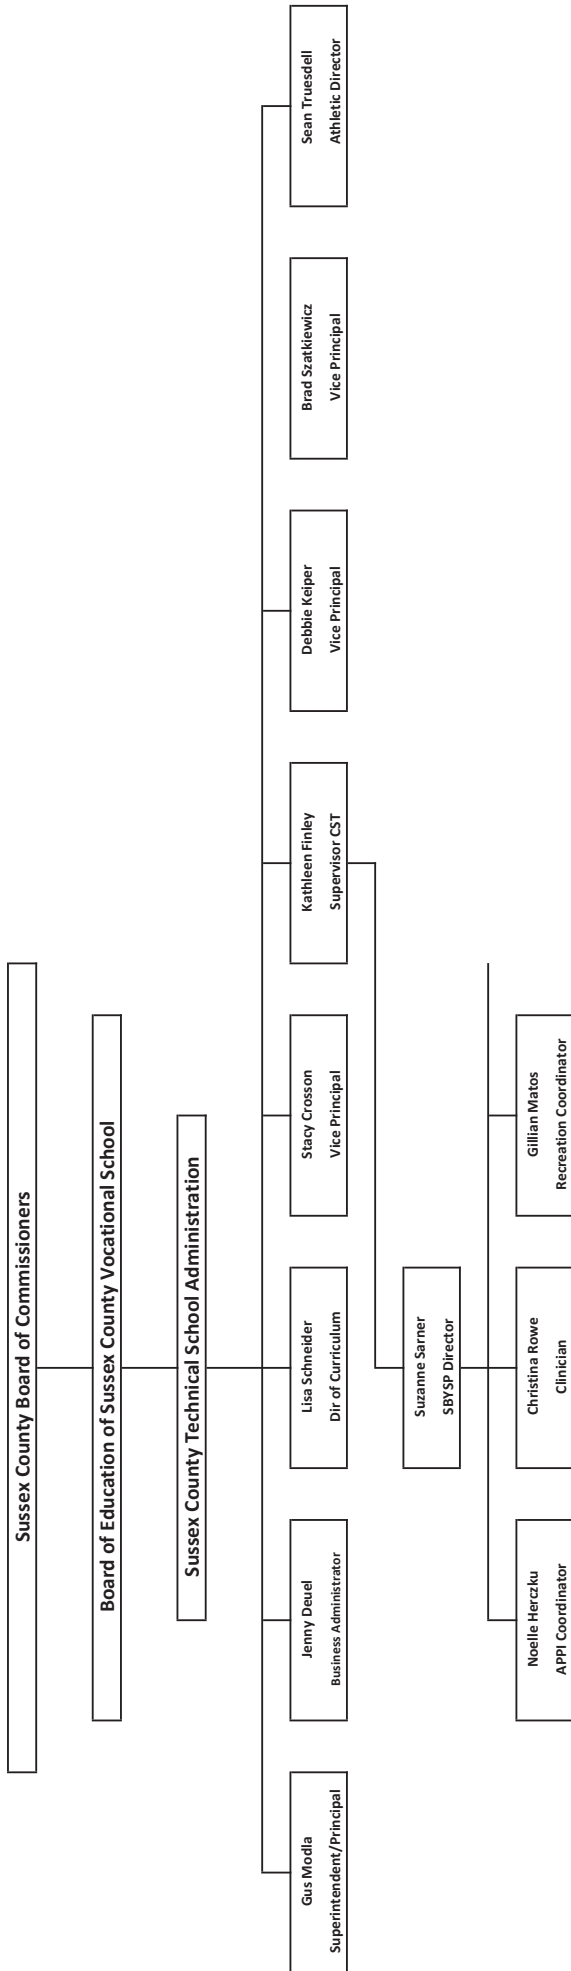 Sussex County Board of Commissioners
Board of Education of Sussex County Vocational School
Sussex County Technical School Administration
Gus Modla
Superintendent/Principal
Jenny Deuel
Business Administrator
Lisa Schneider
Dir of Curriculum
Stacy Crosson
Vice Principal
Kathleen Finley
Supervisor CST
Debbie Keiper
Vice Principal
Brad Szatkiewicz
Vice Principal
Sean Truesdell
Athletic Director
Suzanne Sarner
SBYSP Director
Noelle Herczku
APPI Coordinator
Christina Rowe
Clinician
Gillian Matos
Recreation Coordinator